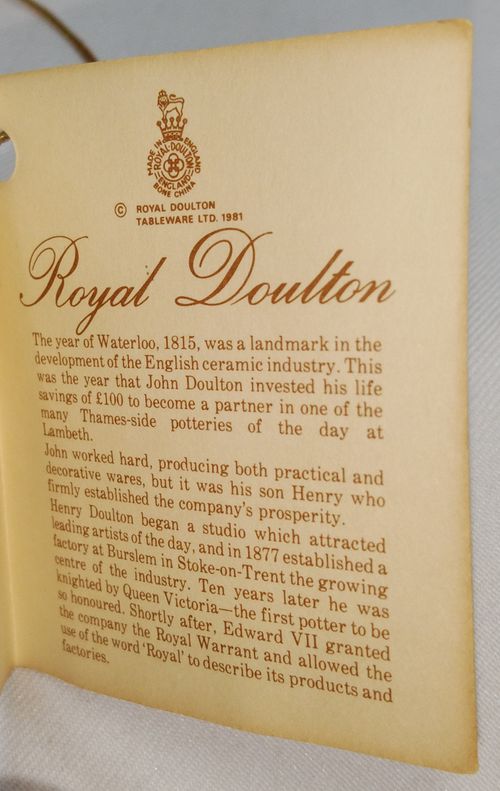 MADE IN ENGLAND
ROYAL·DOULTON
ENGLAND
BONE CHINA
© ROYAL DOULTON
TABLEWARE LTD. 1981
Royal Doulton
The year of Waterloo, 1815, was a landmark in the
development of the English ceramic industry. This
was the year that John Doulton invested his life
savings of £100 to become a partner in one of the
many Thames-side potteries of the day at
Lambeth.
John worked hard, producing both practical and
decorative wares, but it was his son Henry who
firmly established the company's prosperity.
Henry Doulton began a studio which attracted
leading artists of the day, and in 1877 established a
factory at Burslem in Stoke-on-Trent the growing
centre of the industry. Ten years later he was
knighted by Queen Victoria—the first potter to be
so honoured. Shortly after, Edward VII granted
the company the Royal Warrant and allowed the
use of the word 'Royal' to describe its products and
factories.